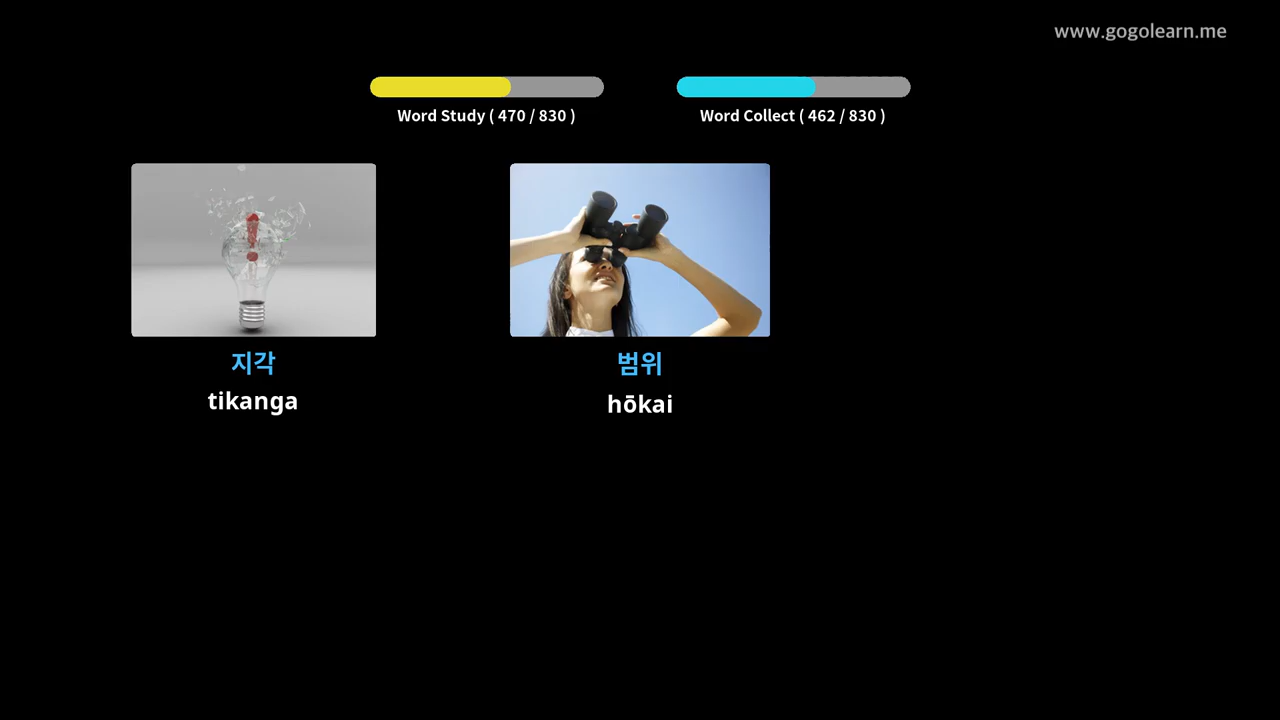 www.gogolearn.me
Word Study ( 470 / 830 )
Word Collect ( 462 / 830 )
지각
tikanga
범위
hōkai